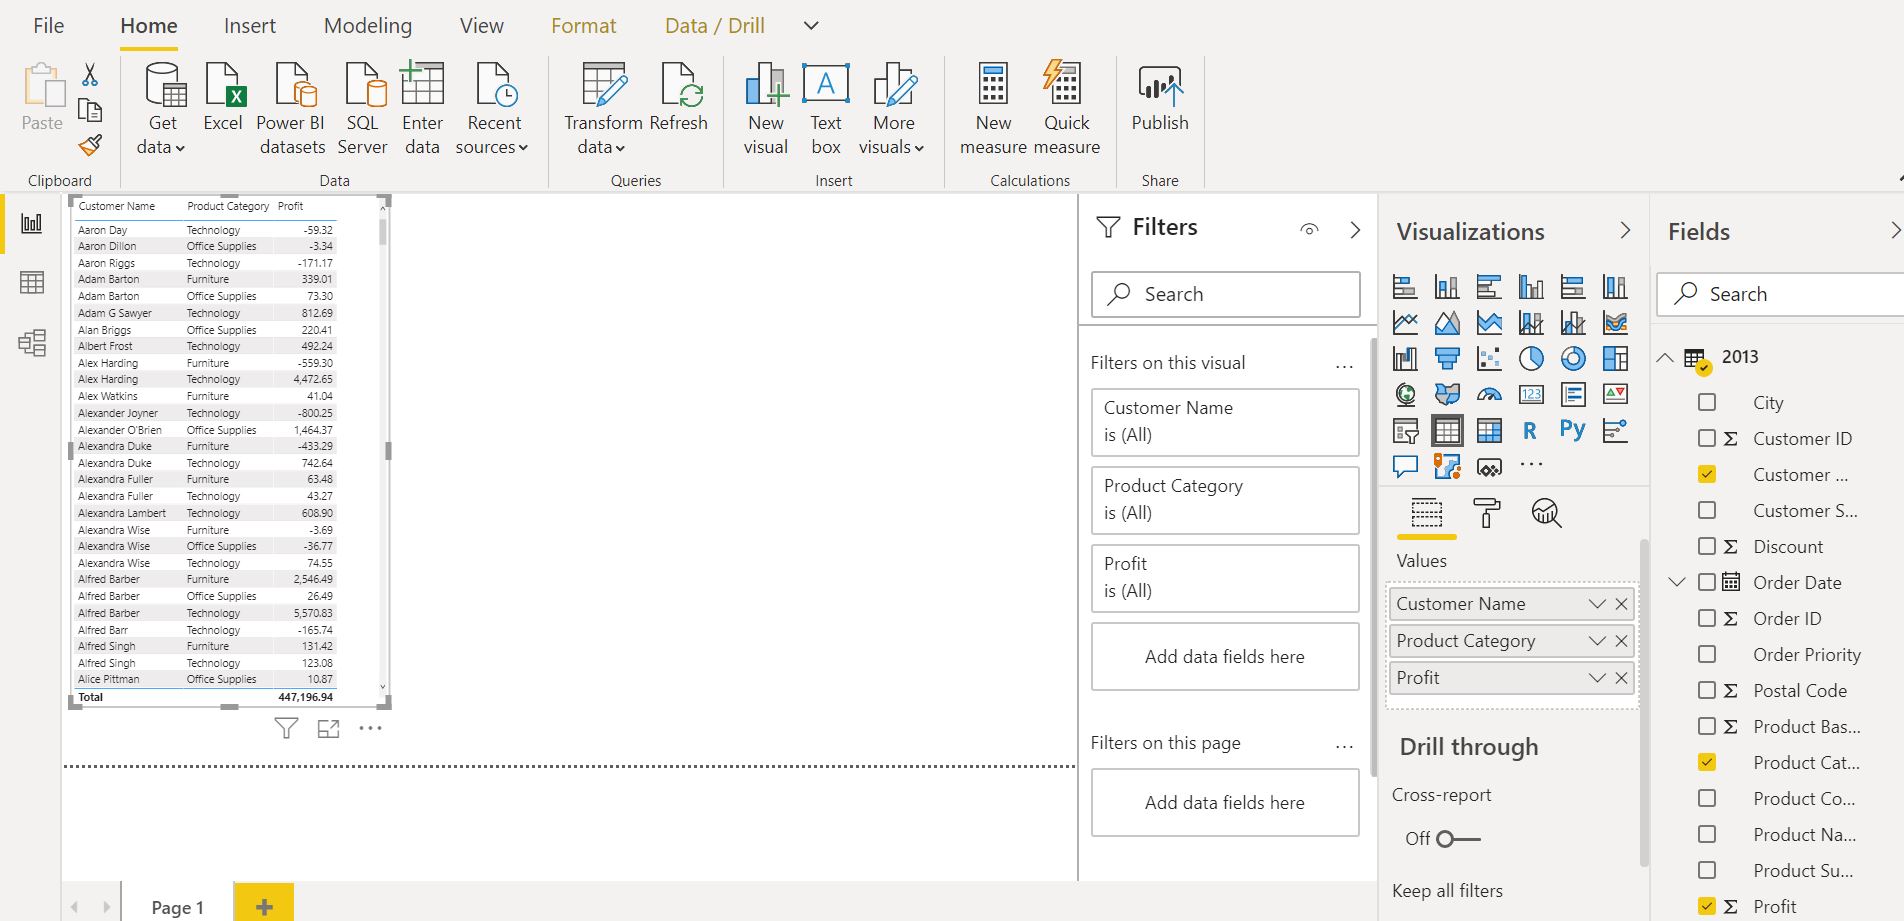 File Home Insert Modeling View Format Data / Drill
Paste
Get data
Excel
Power BI datasets
SQL Server
Enter data
Recent sources
Transform data
Refresh
New visual
A
Text box
More visuals
New measure
Quick measure
Publish
Clipboard Data Queries Insert Calculations Share
Customer Name Product Category Profit
Aaron Day Technology -59.32
Aaron Dillon Office Supplies -3.34
Aaron Riggs Technology -171.17
Adam Barton Furniture 339.01
Adam Barton Office Supplies 73.30
Adam G Sawyer Technology 812.69
Alan Briggs Office Supplies 220.41
Albert Frost Technology 492.24
Alex Harding Furniture -559.30
Alex Harding Technology 4,472.65
Alex Watkins Furniture 41.04
Alexander Joyner Technology -800.25
Alexander O'Brien Office Supplies 1,464.37
Alexandra Duke Furniture -433.29
Alexandra Duke Technology 742.64
Alexandra Fuller Furniture 63.48
Alexandra Fuller Technology 43.27
Alexandra Lambert Technology 608.90
Alexandra Wise Furniture -3.69
Alexandra Wise Office Supplies -36.77
Alexandra Wise Technology 74.55
Alfred Barber Furniture 2,546.49
Alfred Barber Office Supplies 26.49
Alfred Barber Technology 5,570.83
Alfred Barr Technology -165.74
Alfred Singh Furniture 131.42
Alfred Singh Technology 123.08
Alice Pittman Office Supplies 10.87
Total 447,196.94
Page 1
Filters
Search
Filters on this visual ...
Customer Name
is (All)
Product Category
is (All)
Profit
is (All)
Add data fields here
Filters on this page ...
Add data fields here
Visualizations
123
R Py
...
Values
Customer Name
Product Category
Profit
Drill through
Cross-report
Off
Keep all filters
Fields
Search
2013
City
Σ Customer ID
Customer ...
Customer S...
Σ Discount
Order Date
Σ Order ID
Order Priority
Σ Postal Code
Σ Product Bas...
Product Cat...
Product Co...
Product Na...
Product Su...
Σ Profit